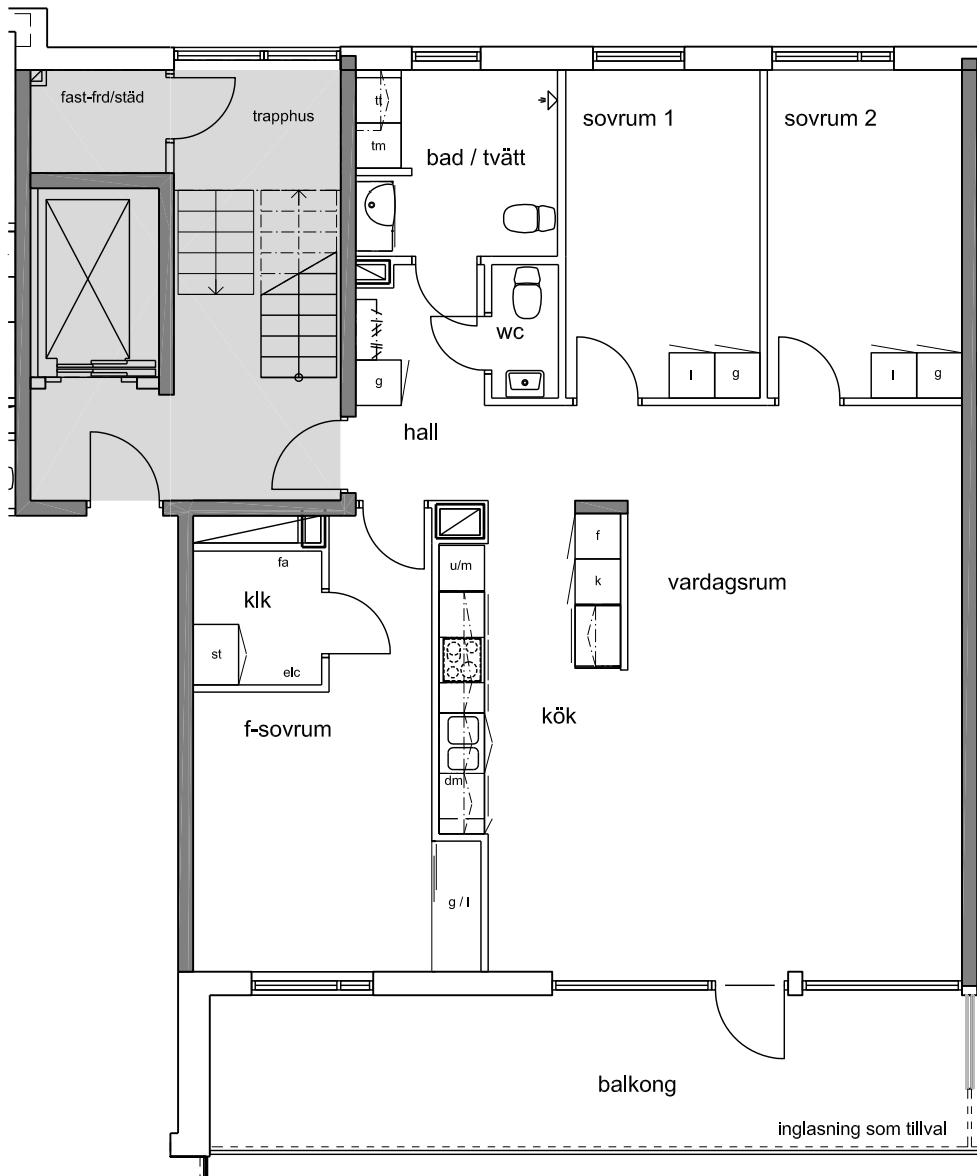 fast-frd/städ
trapphus
tt
tm
bad / tvätt
sovrum 1
sovrum 2
wc
g
l
g
l
g
hall
fa
klk
st
elc
f-sovrum
u/m
f
k
vardagsrum
kök
dm
g / l
balkong
inglasning som tillval